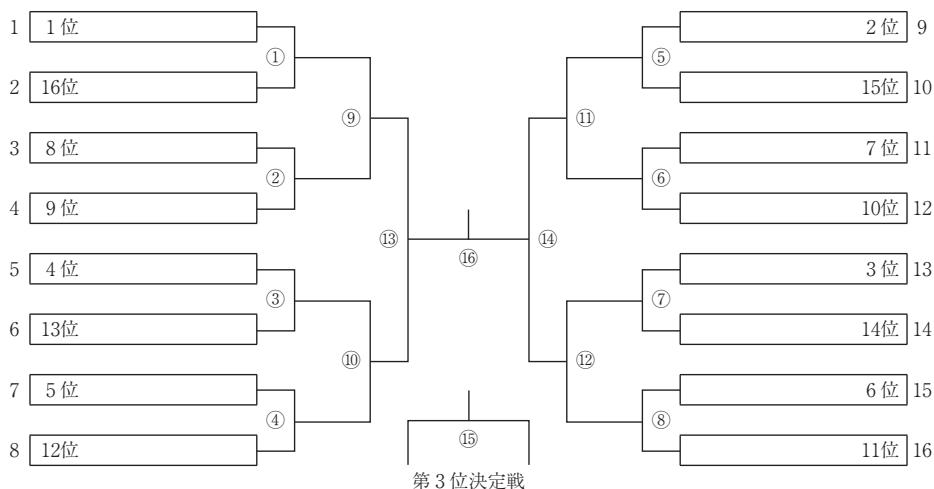 1 1位 2位 9
① ⑤
2 16位 15位 10
⑨ ⑪
3 8位 7位 11
② ⑥
4 9位 10位 12
⑬ ⑯ ⑭
5 4位 3位 13
③ ⑦
6 13位 14位 14
⑩ ⑫
7 5位 6位 15
④ ⑮ ⑧
8 12位 11位 16
第3位決定戦